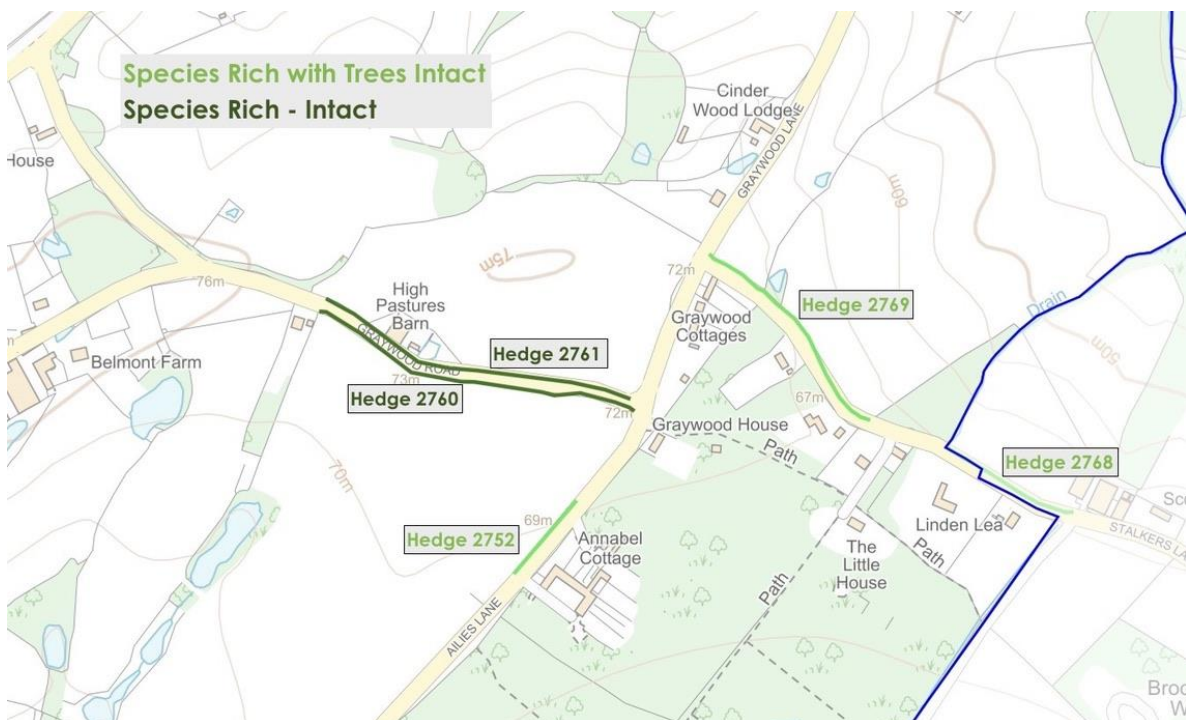 Species Rich with Trees Intact
Species Rich - Intact
House
Cinder
Wood Lodge
GRAYWOOD LANE
60m
75m
72m
76m
High
Pastures
Barn
GRAYWOOD ROAD
Hedge 2769
Drain
Graywood
Cottages
50m
Belmont Farm
Hedge 2761
73m
Hedge 2760
72m
67m
Graywood House
Path
70m
Hedge 2768
69m
Hedge 2752
Annabel
Cottage
Linden Lea
STALKERS
The
Little
House
Path
Path
AILIES LANE